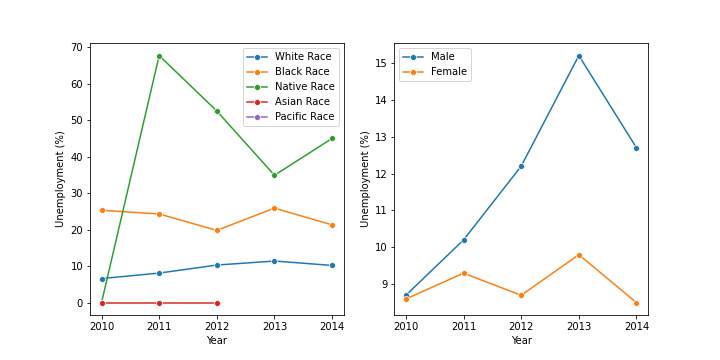 70
60
50
40
30
20
10
0
Unemployment (%)
White Race
Black Race
Native Race
Asian Race
Pacific Race
2010 2011 2012 2013 2014
Year
15
14
13
12
11
10
9
Unemployment (%)
Male
Female
2010 2011 2012 2013 2014
Year